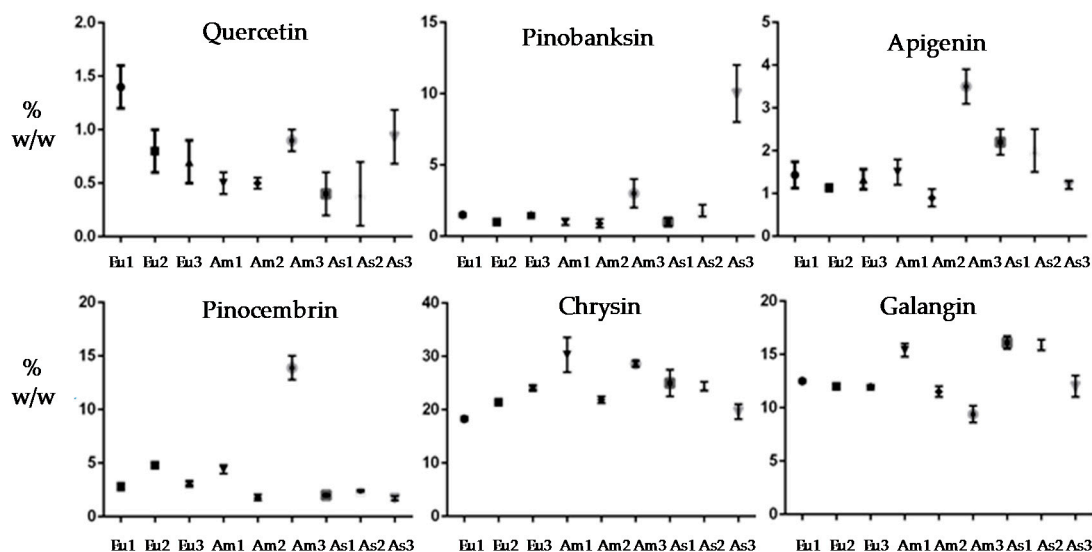 Quercetin
Pinobanksin
Apigenin
%
w/w
2.0
1.5
1.0
0.5
0.0
15
10
5
0
5
4
3
2
1
0
Eu1 Eu2 Eu3 Am1 Am2 Am3 As1 As2 As3
Eu1 Eu2 Eu3 Am1 Am2 Am3 As1 As2 As3
Eu1 Eu2 Eu3 Am1 Am2 Am3 As1 As2 As3
Pinocembrin
Chrysin
Galangin
%
w/w
20
15
10
5
0
40
30
20
10
0
20
15
10
5
0
Eu1 Eu2 Eu3 Am1 Am2 Am3 As1 As2 As3
Eu1 Eu2 Eu3 Am1 Am2 Am3 As1 As2 As3
Eu1 Eu2 Eu3 Am1 Am2 Am3 As1 As2 As3